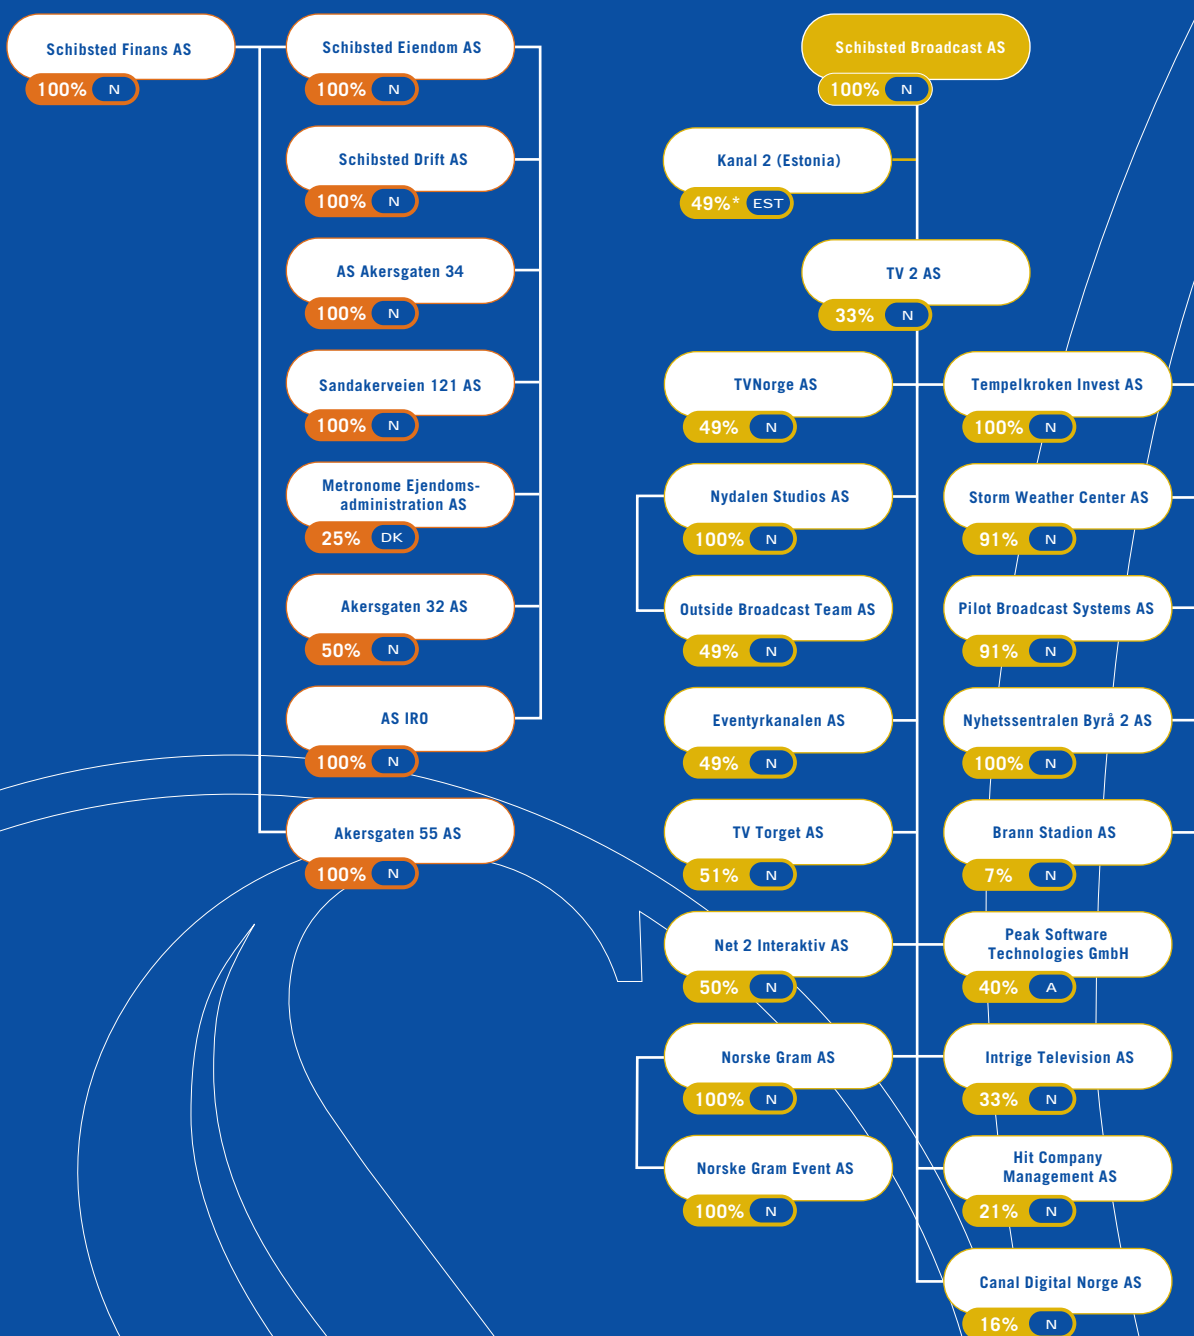 Schibsted Finans AS
100% N
Schibsted Eiendom AS
100% N
Schibsted Drift AS
100% N
AS Akersgaten 34
100% N
Sandakerveien 121 AS
100% N
Metronome Ejendoms-
administration AS
25% DK
Akersgaten 32 AS
50% N
AS IRO
100% N
Akersgaten 55 AS
100% N
Schibsted Broadcast AS
100% N
Kanal 2 (Estonia)
49%* EST
TV 2 AS
33% N
TVNorge AS
49% N
Nydalen Studios AS
100% N
Outside Broadcast Team AS
49% N
Eventyrkanalen AS
49% N
TV Torget AS
51% N
Net 2 Interaktiv AS
50% N
Norske Gram AS
100% N
Norske Gram Event AS
100% N
Tempelkroken Invest AS
100% N
Storm Weather Center AS
91% N
Pilot Broadcast Systems AS
91% N
Nyhetssentralen Byrå 2 AS
100% N
Brann Stadion AS
7% N
Peak Software
Technologies GmbH
40% A
Intrige Television AS
33% N
Hit Company
Management AS
21% N
Canal Digital Norge AS
16% N